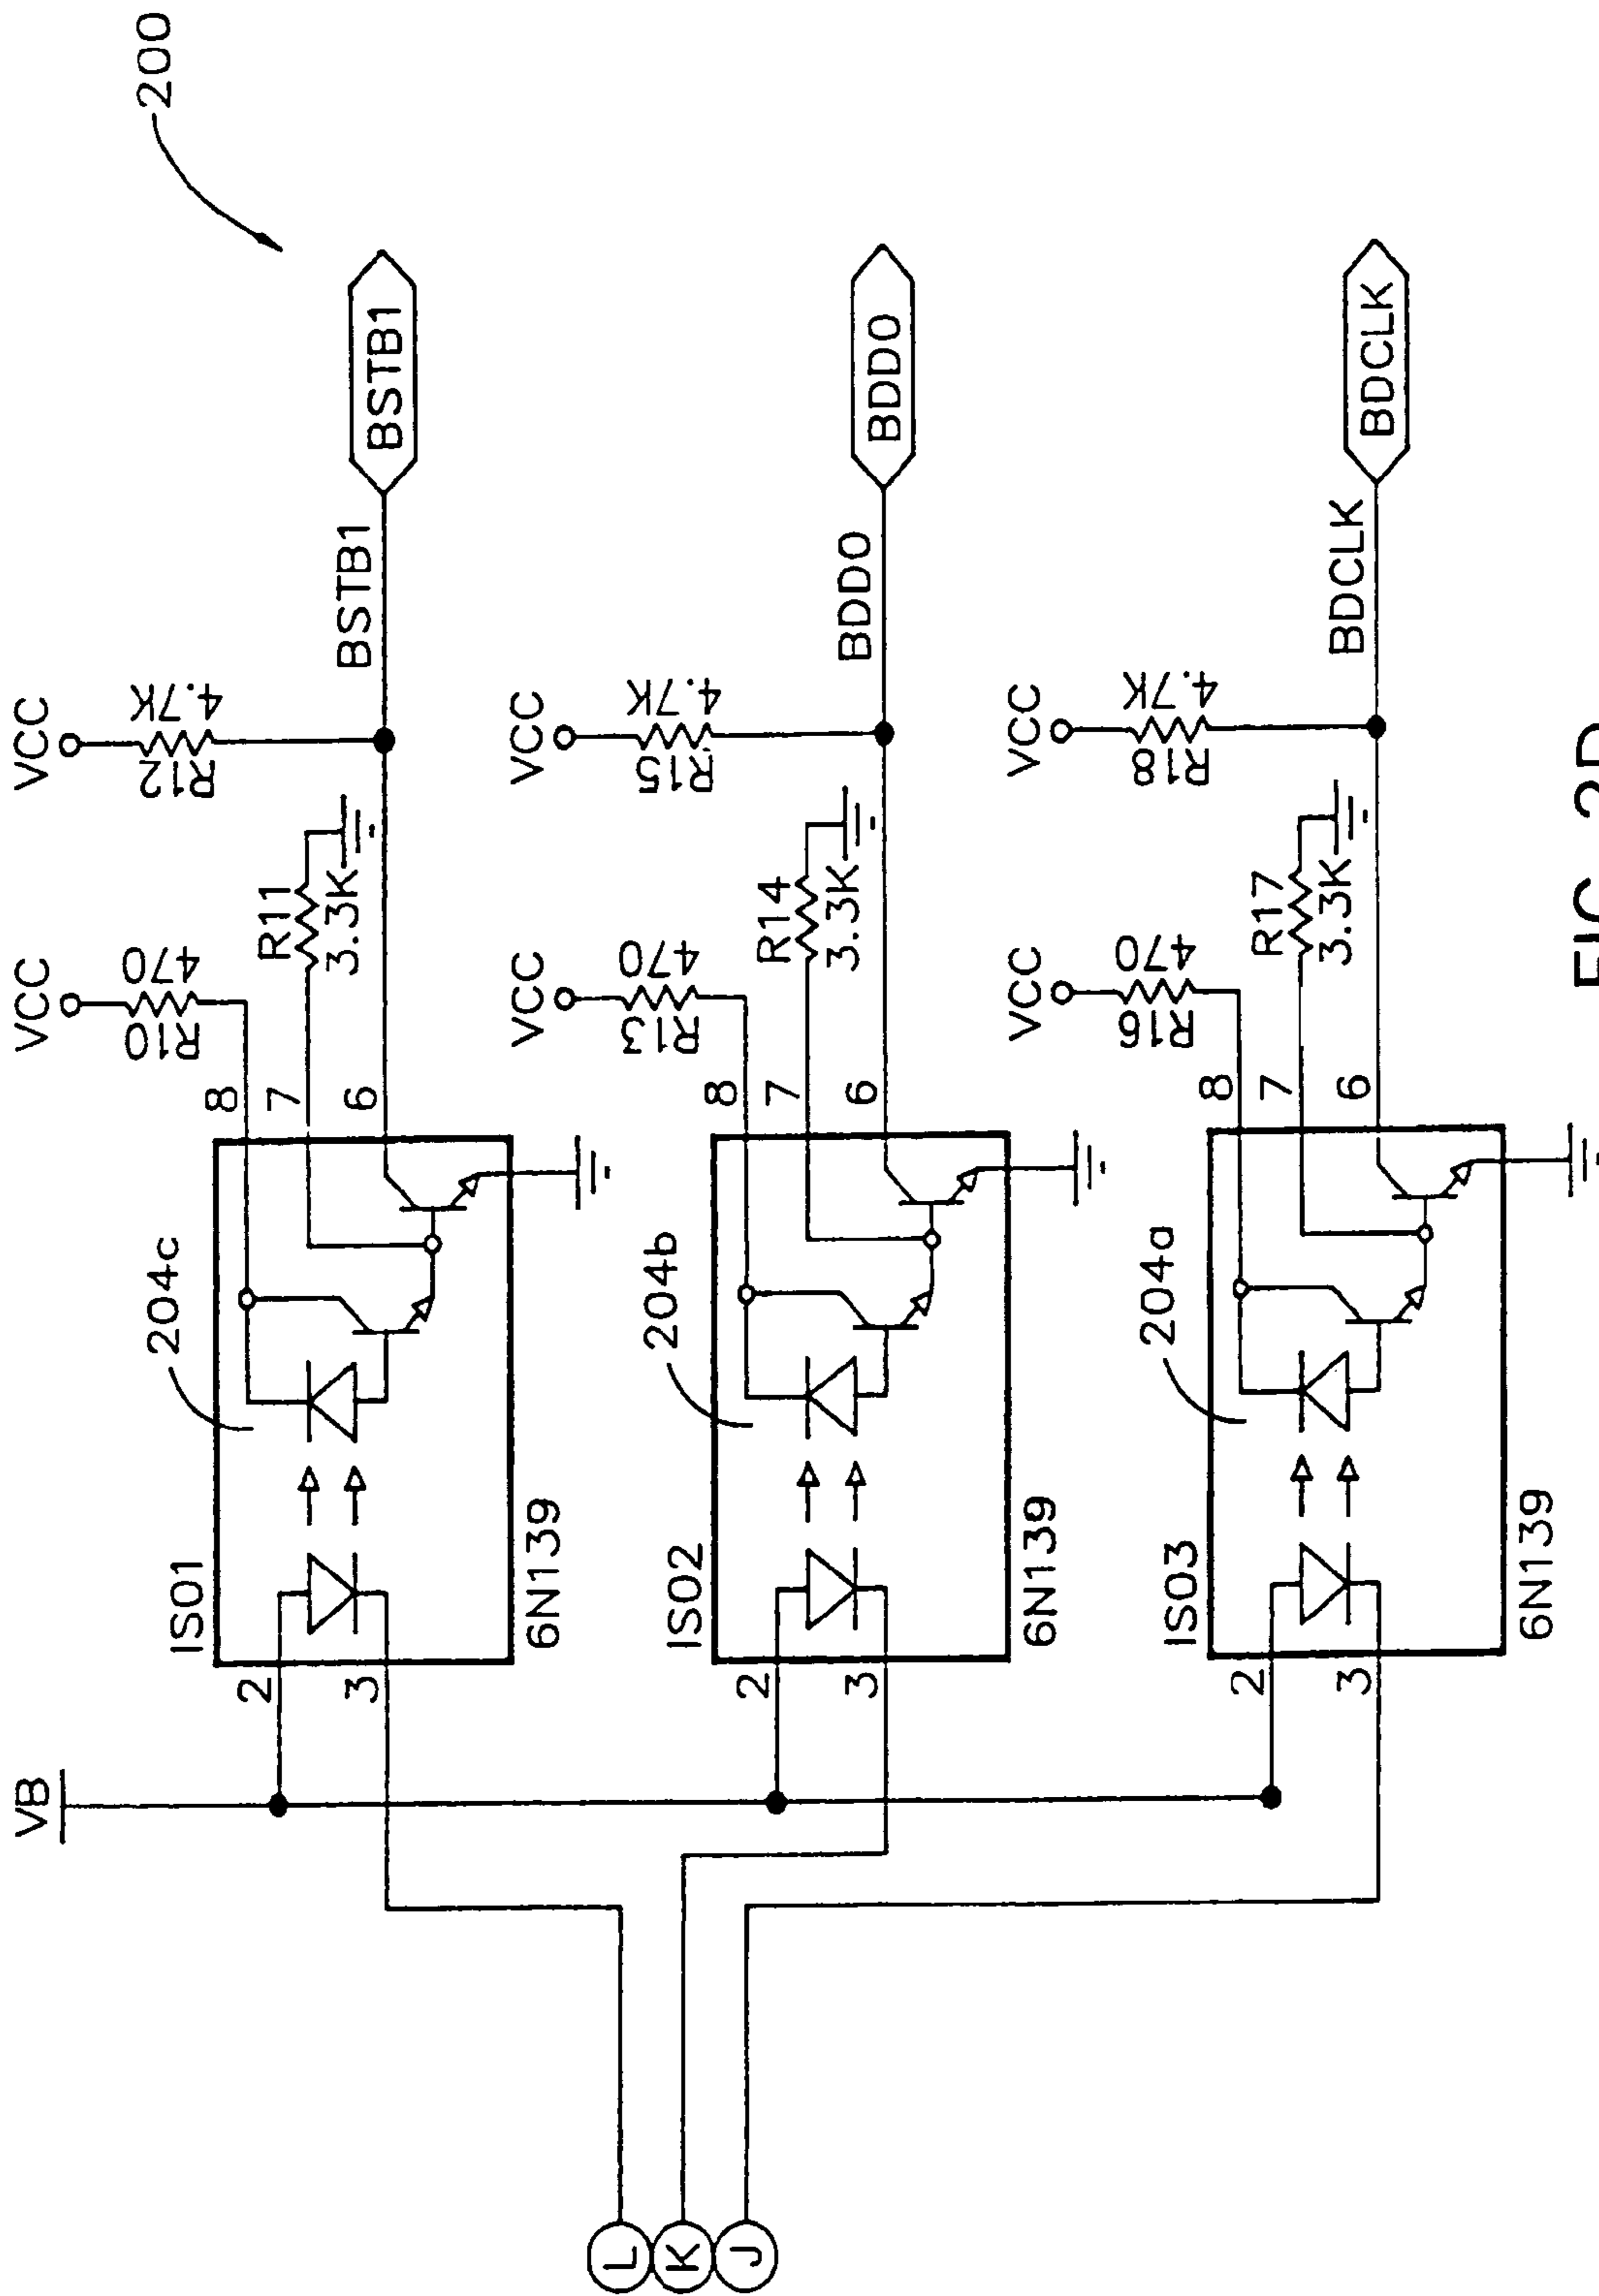 200
VB
VCC
R10
470
VCC
R12
4.7K
ISO1
204c
8
R11
3.3K
7
2
3
6
BSTB1
BSTB1
6N139
VCC
R13
470
VCC
R15
4.7K
ISO2
204b
8
R14
3.3K
7
2
3
6
BDD0
BDD0
6N139
L
K
J
VCC
R16
470
VCC
R18
4.7K
ISO3
204a
8
R17
3.3K
7
2
3
6
BDCLK
BDCLK
6N139